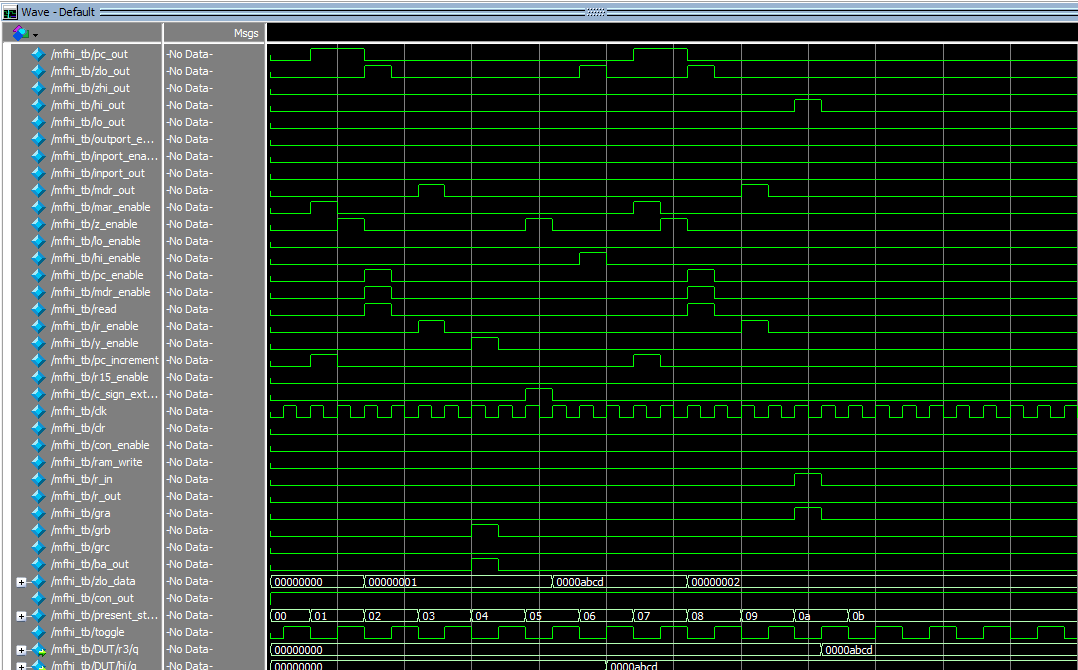 Wave - Default
Msgs
/mfhi_tb/pc_out -No Data-
/mfhi_tb/zlo_out -No Data-
/mfhi_tb/zhi_out -No Data-
/mfhi_tb/hi_out -No Data-
/mfhi_tb/lo_out -No Data-
/mfhi_tb/outport_e... -No Data-
/mfhi_tb/inport_ena... -No Data-
/mfhi_tb/inport_out -No Data-
/mfhi_tb/mdr_out -No Data-
/mfhi_tb/mar_enable -No Data-
/mfhi_tb/z_enable -No Data-
/mfhi_tb/lo_enable -No Data-
/mfhi_tb/hi_enable -No Data-
/mfhi_tb/pc_enable -No Data-
/mfhi_tb/mdr_enable -No Data-
/mfhi_tb/read -No Data-
/mfhi_tb/ir_enable -No Data-
/mfhi_tb/y_enable -No Data-
/mfhi_tb/pc_increment -No Data-
/mfhi_tb/r15_enable -No Data-
/mfhi_tb/c_sign_ext... -No Data-
/mfhi_tb/clk -No Data-
/mfhi_tb/clr -No Data-
/mfhi_tb/con_enable -No Data-
/mfhi_tb/ram_write -No Data-
/mfhi_tb/r_in -No Data-
/mfhi_tb/r_out -No Data-
/mfhi_tb/gra -No Data-
/mfhi_tb/grb -No Data-
/mfhi_tb/grc -No Data-
/mfhi_tb/ba_out -No Data-
/mfhi_tb/zlo_data -No Data- 00000000 00000001 0000abcd 00000002
/mfhi_tb/con_out -No Data-
/mfhi_tb/present_st... -No Data- 00 01 02 03 04 05 06 07 08 09 0a 0b
/mfhi_tb/toggle -No Data-
/mfhi_tb/DUT/r3/q -No Data- 00000000 0000abcd
/mfhi_tb/DUT/hi/q -No Data- 00000000 0000abcd